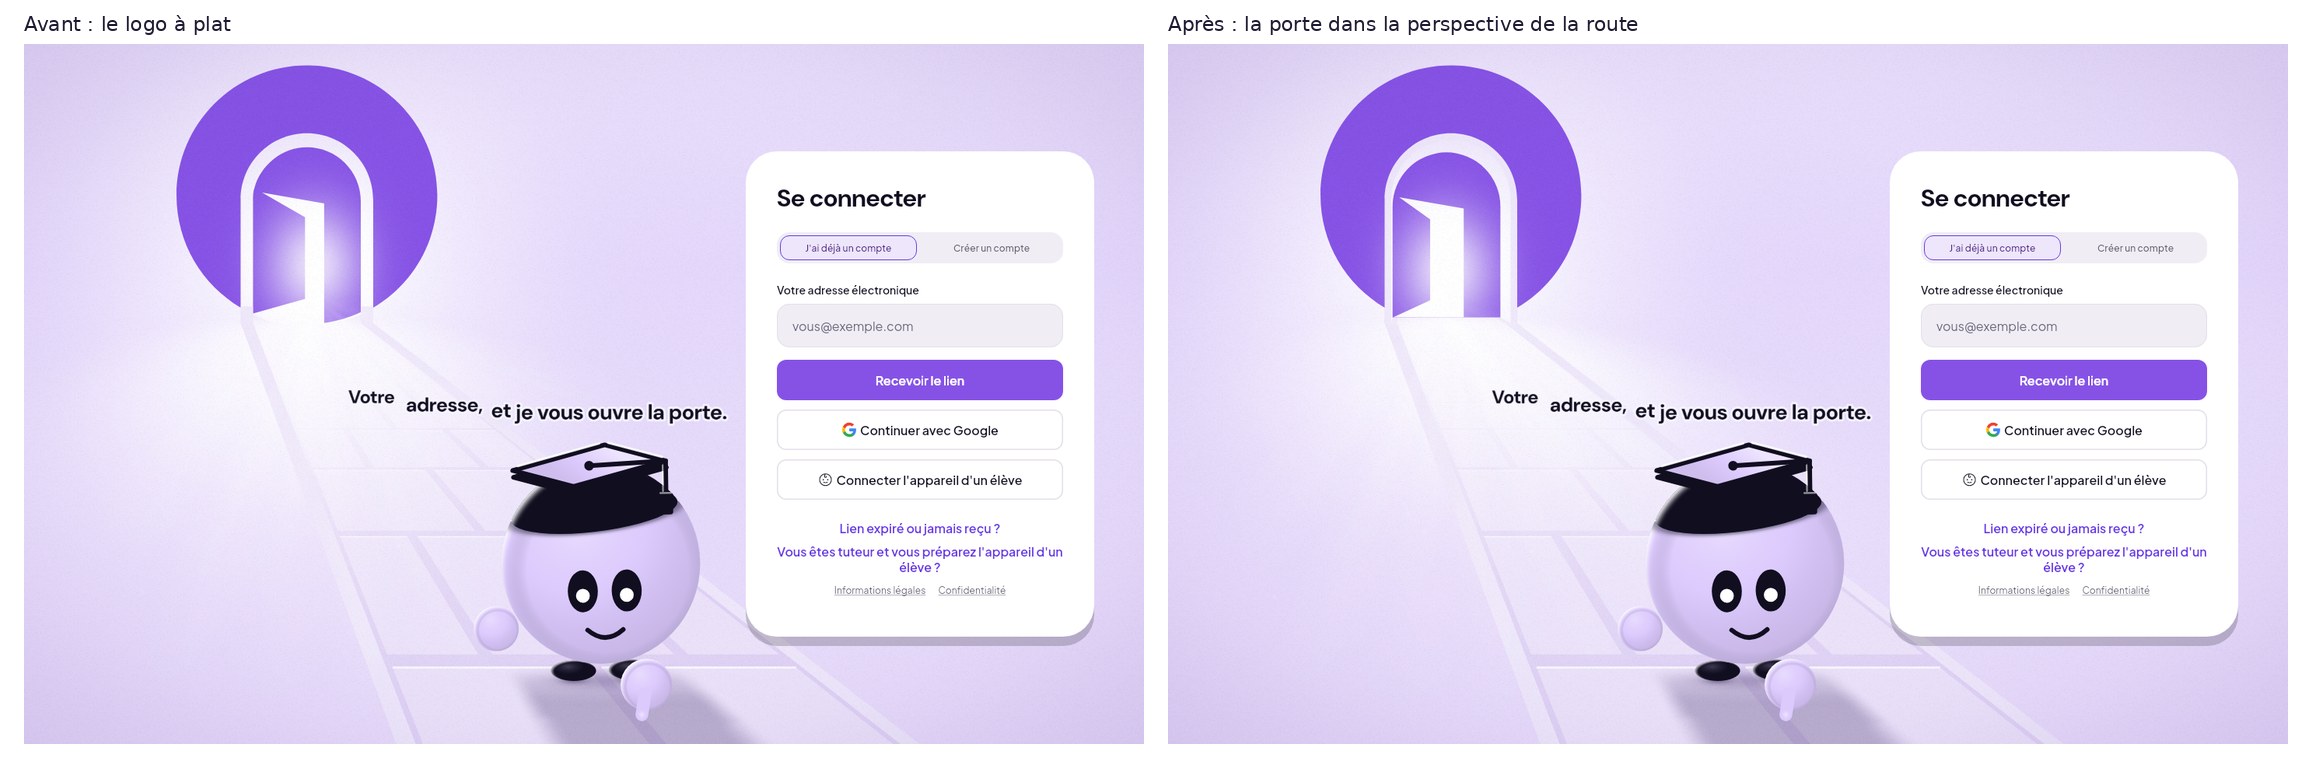 Avant : le logo à plat
Votre adresse, et je vous ouvre la porte.
Se connecter
J'ai déjà un compte
Créer un compte
Votre adresse électronique
vous@exemple.com
Recevoir le lien
Continuer avec Google
Connecter l'appareil d'un élève
Lien expiré ou jamais reçu ?
Vous êtes tuteur et vous préparez l'appareil d'un
élève ?
Informations légales
Confidentialité
Après : la porte dans la perspective de la route
Votre adresse, et je vous ouvre la porte.
Se connecter
J'ai déjà un compte
Créer un compte
Votre adresse électronique
vous@exemple.com
Recevoir le lien
Continuer avec Google
Connecter l'appareil d'un élève
Lien expiré ou jamais reçu ?
Vous êtes tuteur et vous préparez l'appareil d'un
élève ?
Informations légales
Confidentialité